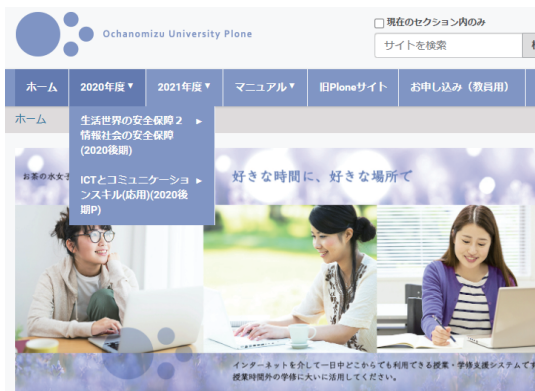 Ochanomizu University Plone
現在のセクション内のみ
サイトを検索
ホーム 2020年度 ▼ 2021年度 ▼ マニュアル ▼ 旧Ploneサイト お申し込み（教員用）
ホーム
生活世界の安全保障２ ▸
情報社会の安全保障
(2020後期)
ICTとコミュニケーショ ▸
ンスキル(応用)(2020後
期P)
お茶の水女子
好きな時間に、好きな場所で
インターネットを介して一日中どこからでも利用できる授業・学修支援システムです
授業時間外の学修に大いに活用してください。